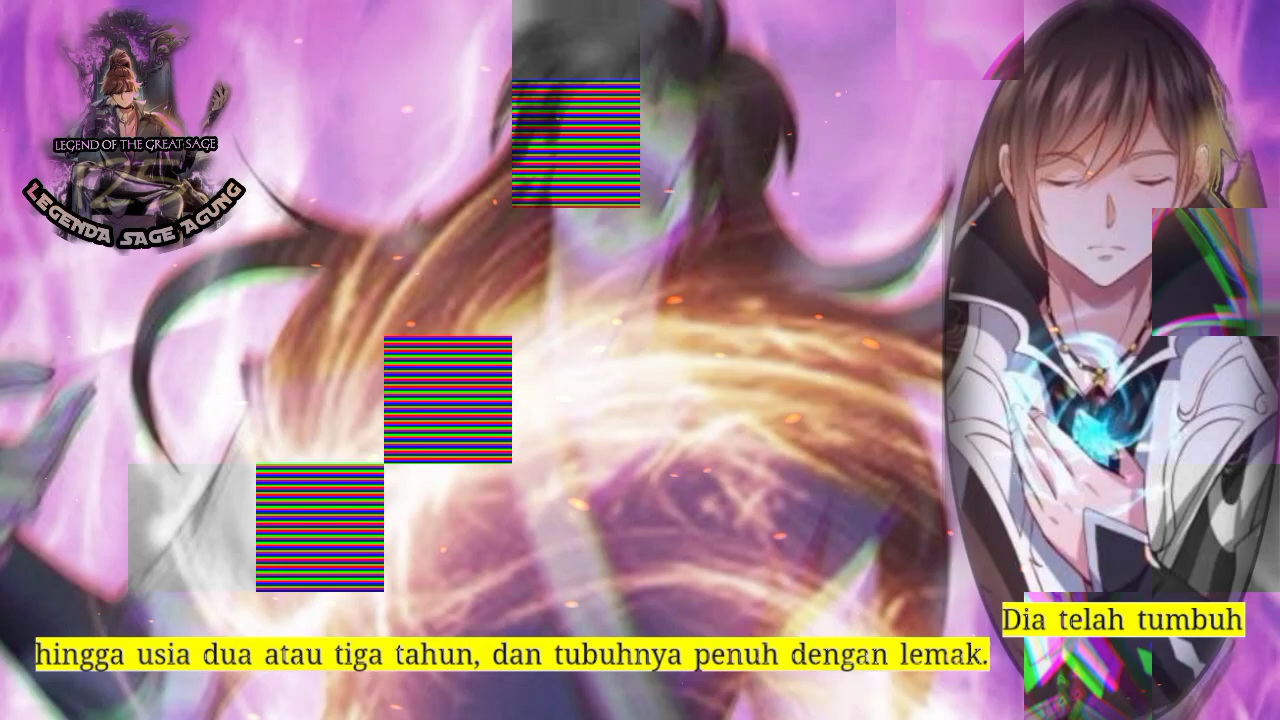 LEGEND OF THE GREAT SAGE
LEGENDA SAGE AGUNG
Dia telah tumbuh
hingga usia dua atau tiga tahun, dan tubuhnya penuh dengan lemak.